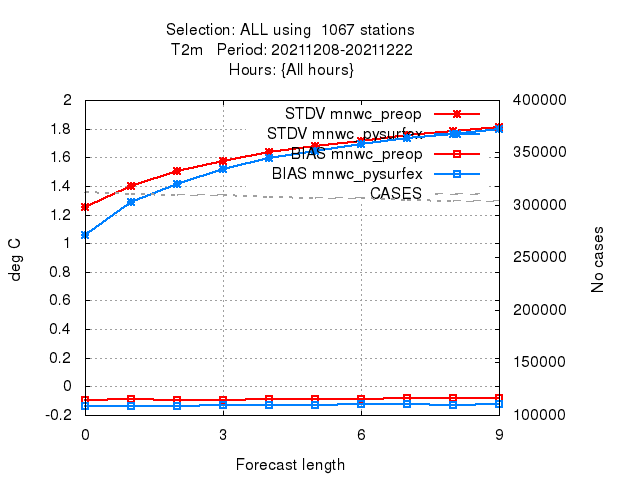 Selection: ALL using  1067 stations
T2m   Period: 20211208-20211222
Hours: {All hours}
deg C
2
1.8
1.6
1.4
1.2
1
0.8
0.6
0.4
0.2
0
-0.2
STDV mnwc_preop
STDV mnwc_pysurfex
BIAS mnwc_preop
BIAS mnwc_pysurfex
CASES
400000
350000
300000
250000
200000
150000
100000
No cases
0 3 6 9
Forecast length